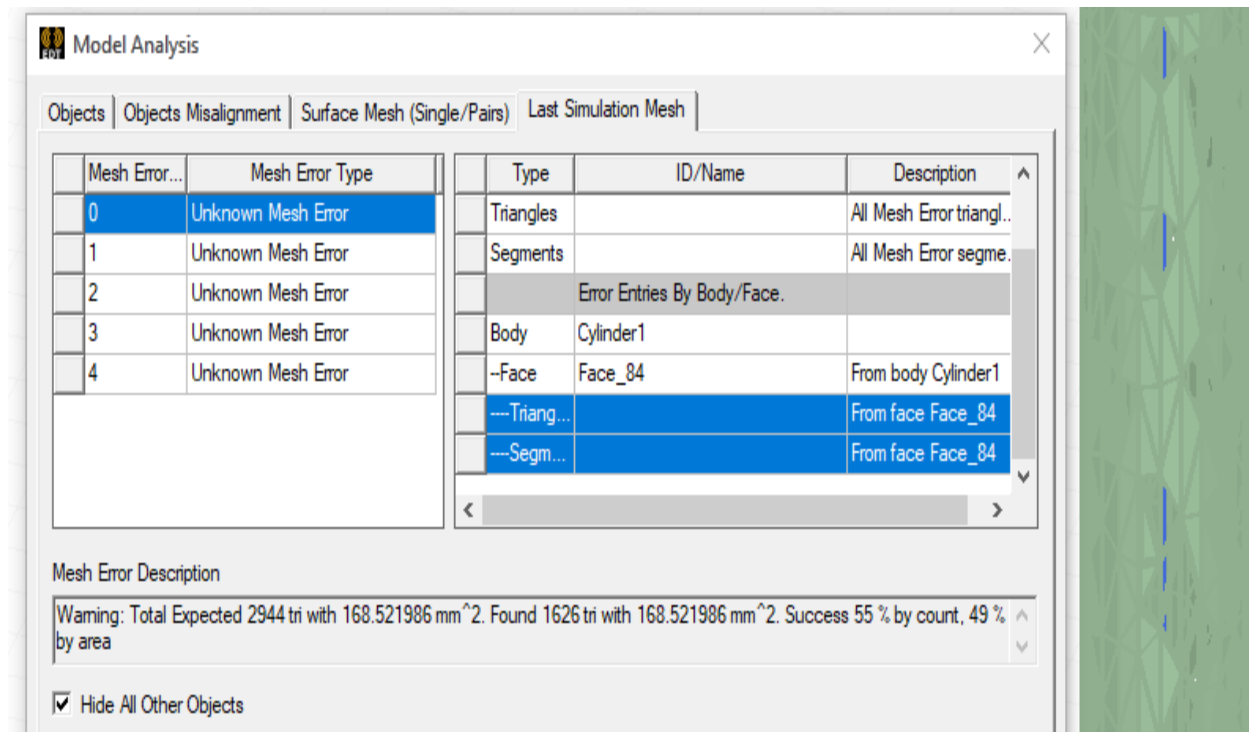 EDT Model Analysis
Objects Objects Misalignment Surface Mesh (Single/Pairs) Last Simulation Mesh
Mesh Error... Mesh Error Type
0 Unknown Mesh Error
1 Unknown Mesh Error
2 Unknown Mesh Error
3 Unknown Mesh Error
4 Unknown Mesh Error
Type ID/Name Description
Triangles All Mesh Error triangl..
Segments All Mesh Error segme.
Error Entries By Body/Face.
Body Cylinder1
--Face Face_84 From body Cylinder1
----Triang... From face Face_84
----Segm... From face Face_84
Mesh Error Description
Warning: Total Expected 2944 tri with 168.521986 mm^2. Found 1626 tri with 168.521986 mm^2. Success 55 % by count, 49 %
by area
Hide All Other Objects